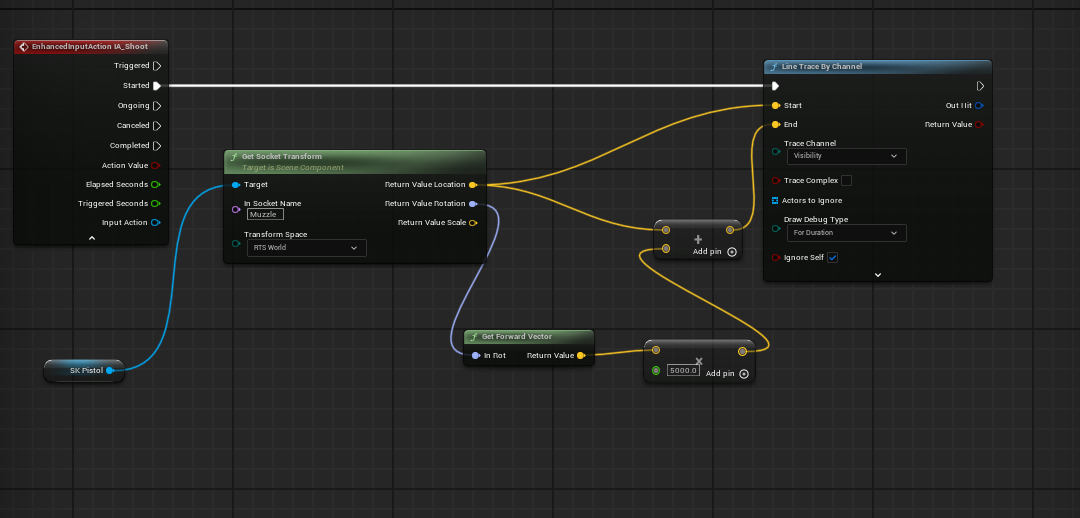 EnhancedInputAction IA_Shoot
Triggered
Started
Ongoing
Canceled
Completed
Action Value
Elapsed Seconds
Triggered Seconds
Input Action
SK Pistol
Get Socket Transform
Target is Scene Component
Target
Return Value Location
In Socket Name
Muzzle
Return Value Rotation
Return Value Scale
Transform Space
RTS World
Get Forward Vector
In Rot
Return Value
+
Add pin
×
5000.0
Add pin
Line Trace By Channel
Start
Out Hit
End
Return Value
Trace Channel
Visibility
Trace Complex
Actors to Ignore
Draw Debug Type
For Duration
Ignore Self